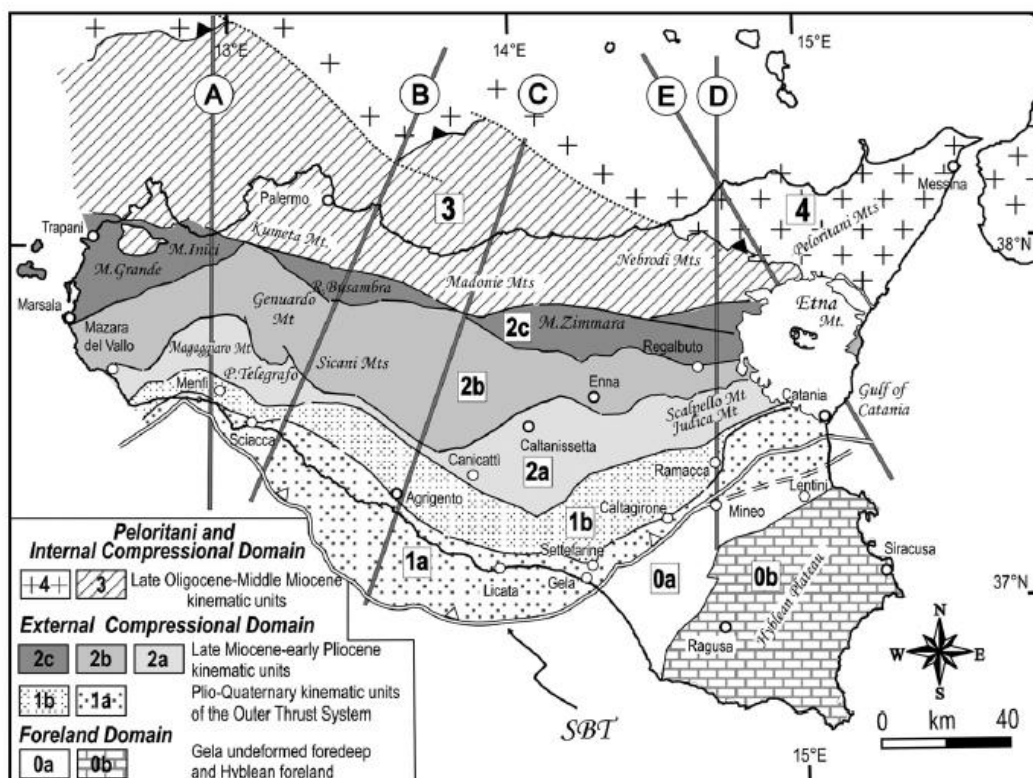 13°E
14°E
15°E
A
B
C
E
D
3
4
Messina
Peloritani Mts
38°N
Trapani
Palermo
Kumeta Mt.
M.Inici
M.Grande
Nebrodi Mts
Madonie Mts
R.Busambra
Etna
Mt.
Marsala
Genuardo
Mt
M.Zimmara
2c
Mazara
del Vallo
Magaggiaro Mt
Regalbuto
Sicani Mts
P.Telegrafo
2b
Enna
Menfi
Scalpello Mt
Judica Mt
Catania
Gulf of
Catania
Sciacca
Caltanissetta
Canicattì
2a
Ramacca
Lentini
Agrigento
Caltagirone
Mineo
1b
Settefarine
1a
Licata
Gela
0a
0b
Siracusa
37°N
Hyblean Plateau
Ragusa
N
W E
S
SBT
0 km 40
15°E
Peloritani and
Internal Compressional Domain
4 3 Late Oligocene-Middle Miocene
kinematic units
External Compressional Domain
2c 2b 2a Late Miocene-early Pliocene
kinematic units
1b 1a Plio-Quaternary kinematic units
of the Outer Thrust System
Foreland Domain
0a 0b Gela undeformed foredeep
and Hyblean foreland